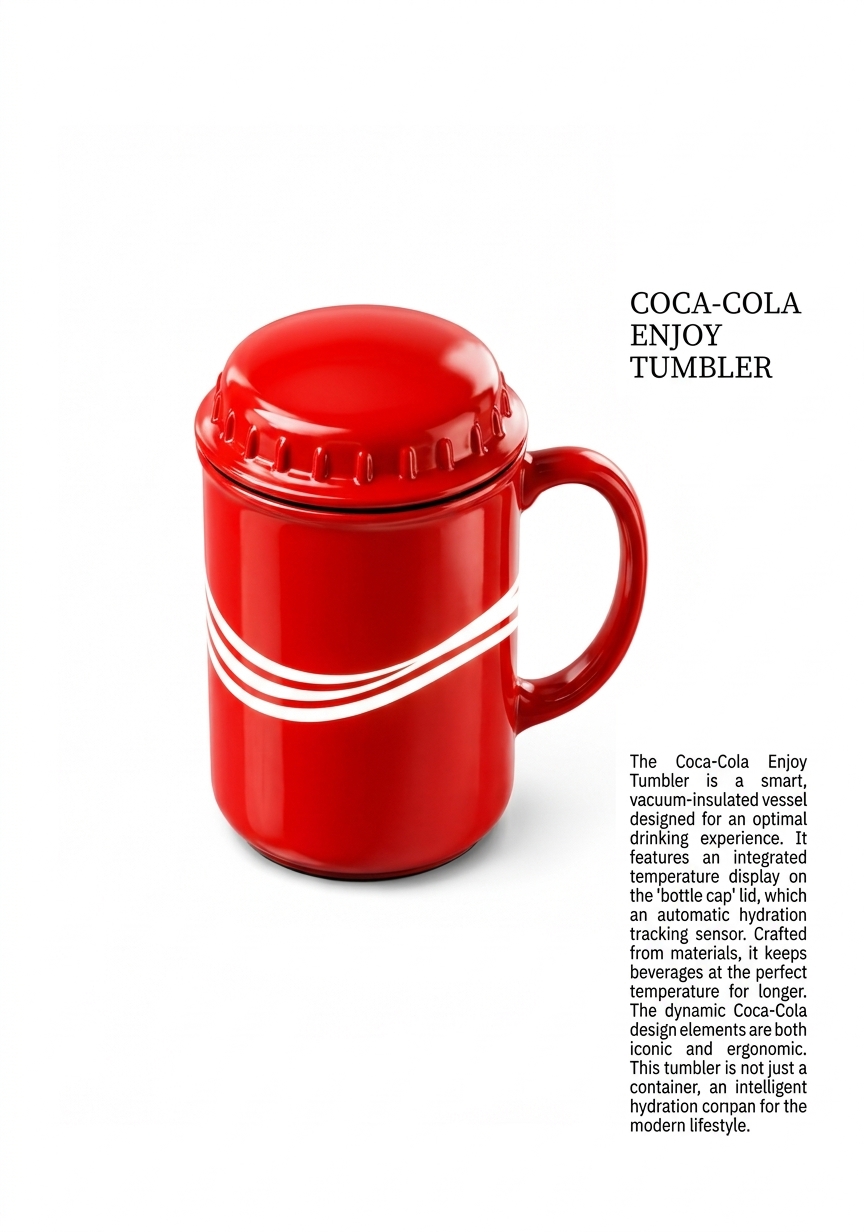 COCA-COLA
ENJOY
TUMBLER
The Coca-Cola Enjoy
Tumbler is a smart,
vacuum-insulated vessel
designed for an optimal
drinking experience. It
features an integrated
temperature display on
the 'bottle cap' lid, which
an automatic hydration
tracking sensor. Crafted
from materials, it keeps
beverages at the perfect
temperature for longer.
The dynamic Coca-Cola
design elements are both
iconic and ergonomic.
This tumbler is not just a
container, an intelligent
hydration conpan for the
modern lifestyle.